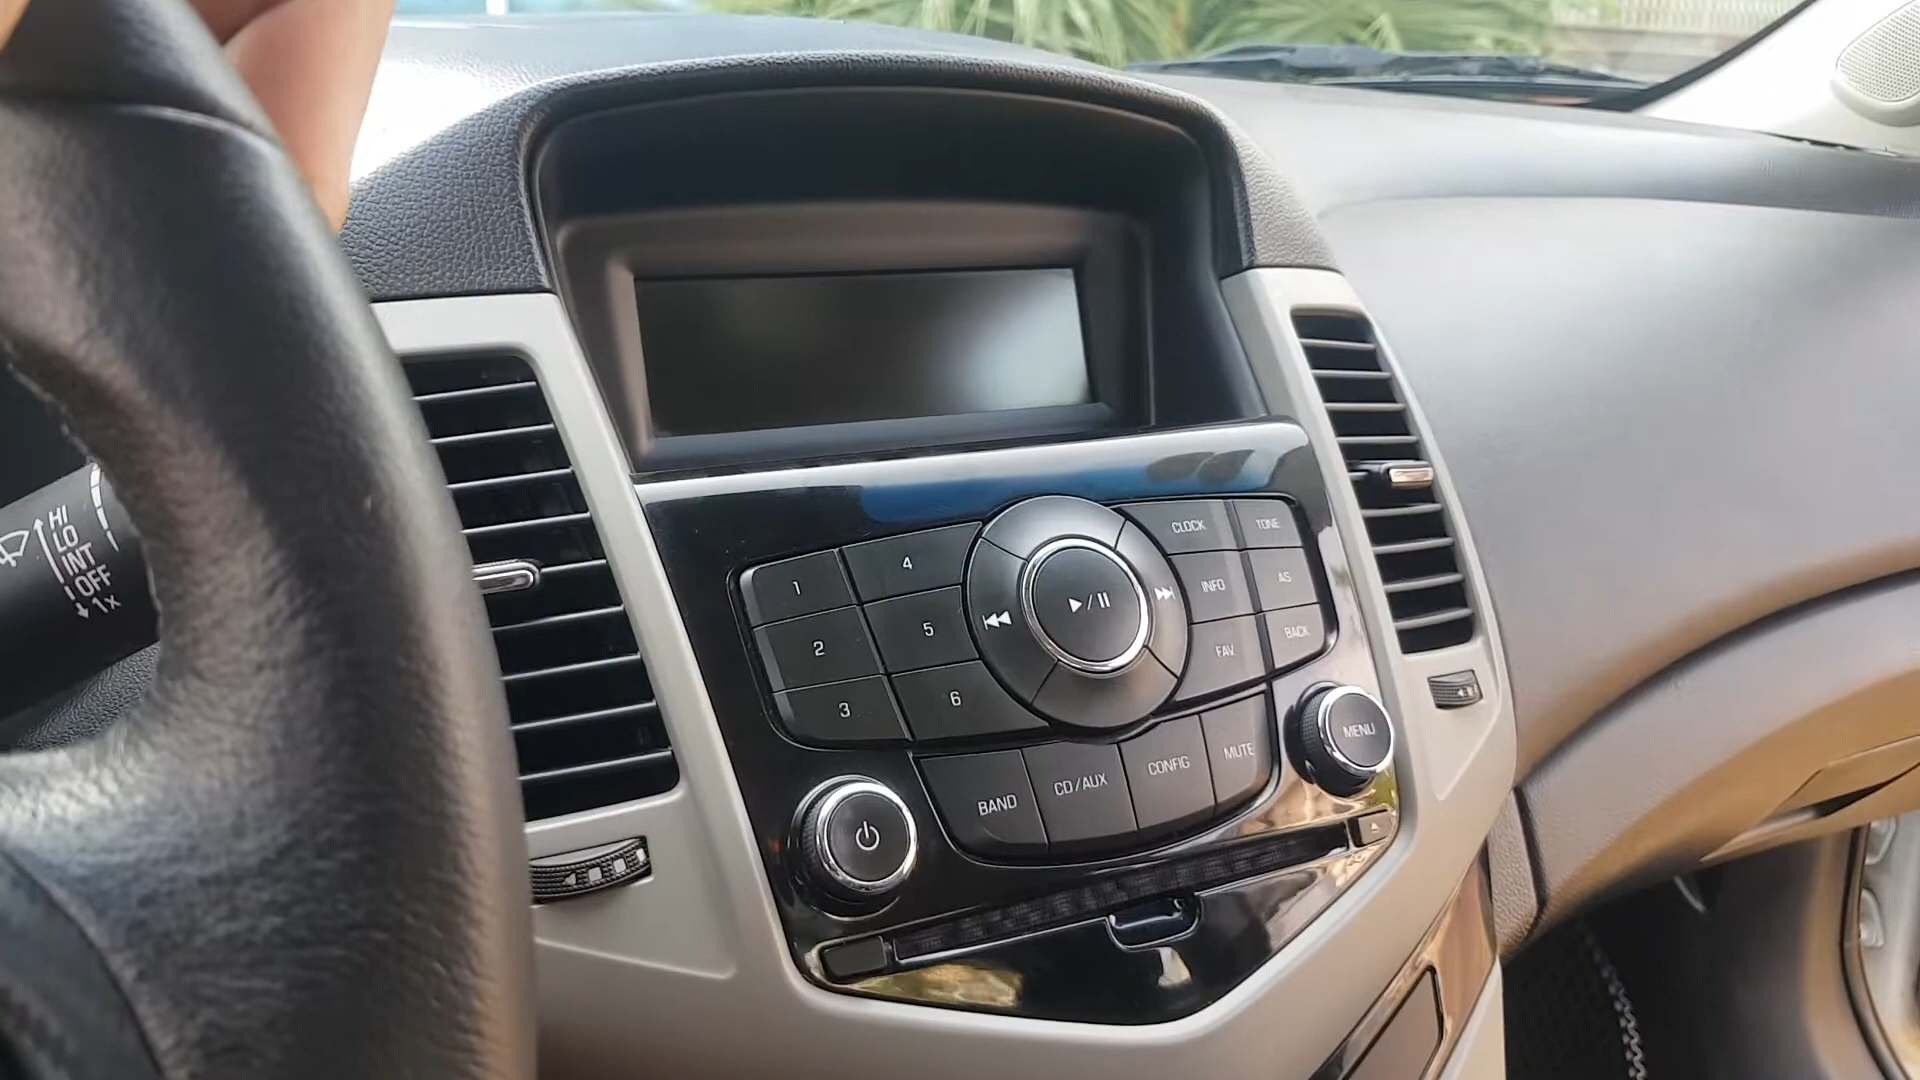 HI
LO
INT
OFF
1x
1
4
CLOCK
TONE
2
5
INFO
AS
3
6
FAV
BACK
BAND
CD/AUX
CONFIG
MUTE
MENU